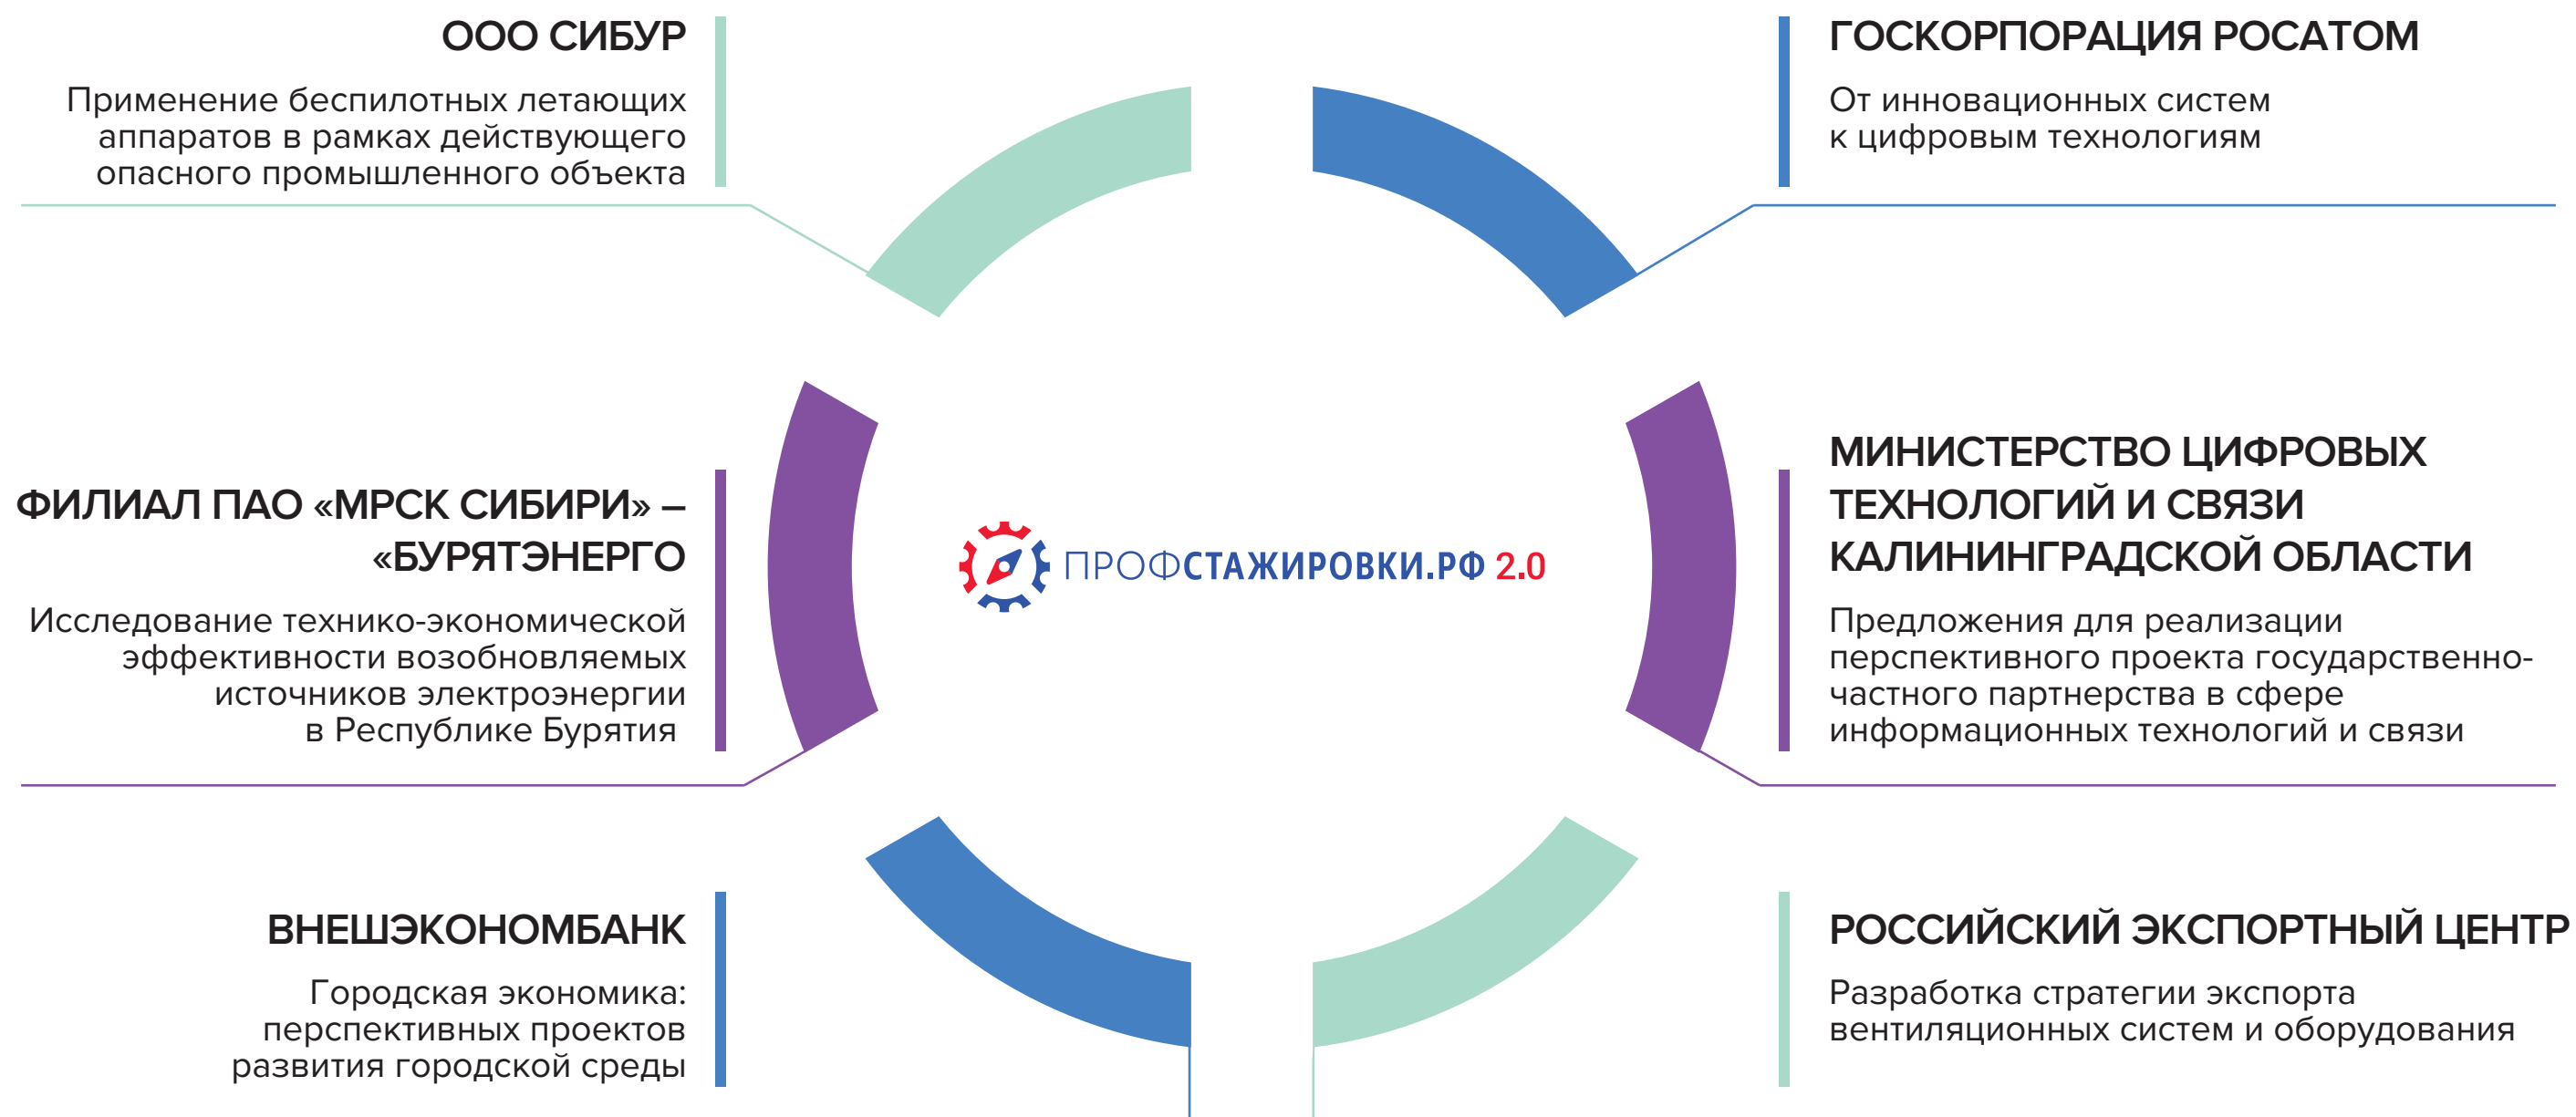 ООО СИБУР
Применение беспилотных летающих
аппаратов в рамках действующего
опасного промышленного объекта
ГОСКОРПОРАЦИЯ РОСАТОМ
От инновационных систем
к цифровым технологиям
ФИЛИАЛ ПАО «МРСК СИБИРИ» –
«БУРЯТЭНЕРГО
Исследование технико-экономической
эффективности возобновляемых
источников электроэнергии
в Республике Бурятия
ПРОФСТАЖИРОВКИ.РФ 2.0
МИНИСТЕРСТВО ЦИФРОВЫХ
ТЕХНОЛОГИЙ И СВЯЗИ
КАЛИНИНГРАДСКОЙ ОБЛАСТИ
Предложения для реализации
перспективного проекта государственно-
частного партнерства в сфере
информационных технологий и связи
ВНЕШЭКОНОМБАНК
Городская экономика:
перспективных проектов
развития городской среды
РОССИЙСКИЙ ЭКСПОРТНЫЙ ЦЕНТР
Разработка стратегии экспорта
вентиляционных систем и оборудования